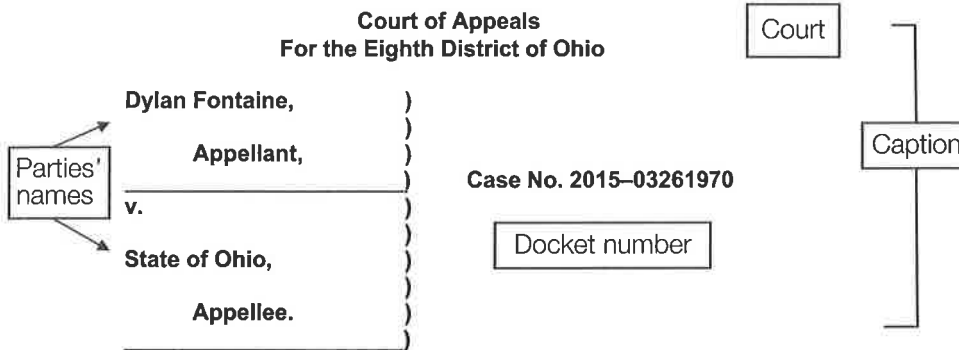 Court of Appeals
For the Eighth District of Ohio
Court
Dylan Fontaine, )
)
Appellant, )
)
Parties'
names
Caption
Case No. 2015–03261970
v. )
)
Docket number
State of Ohio, )
)
Appellee. )
)